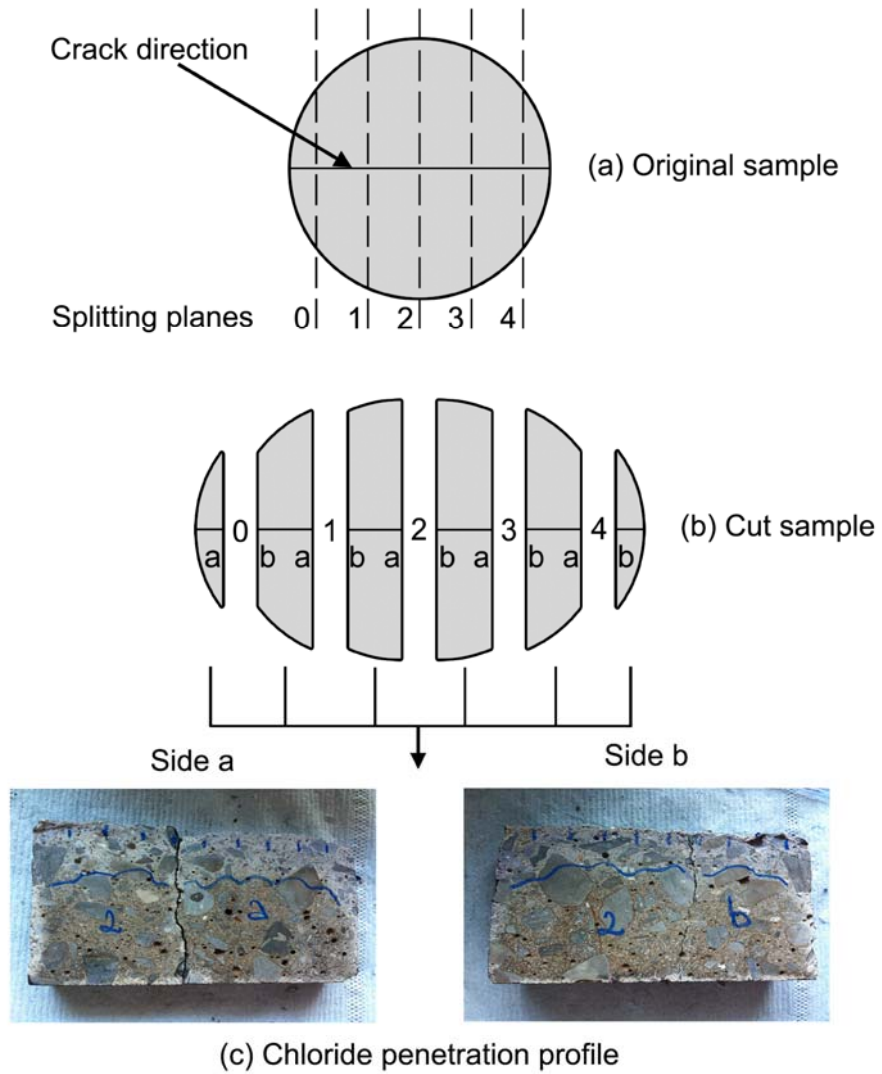 Crack direction
(a) Original sample
Splitting planes 0 1 2 3 4
0 1 2 3 4
(b) Cut sample
a b a b a b a b a b
Side a
Side b
2 a
2 b
(c) Chloride penetration profile